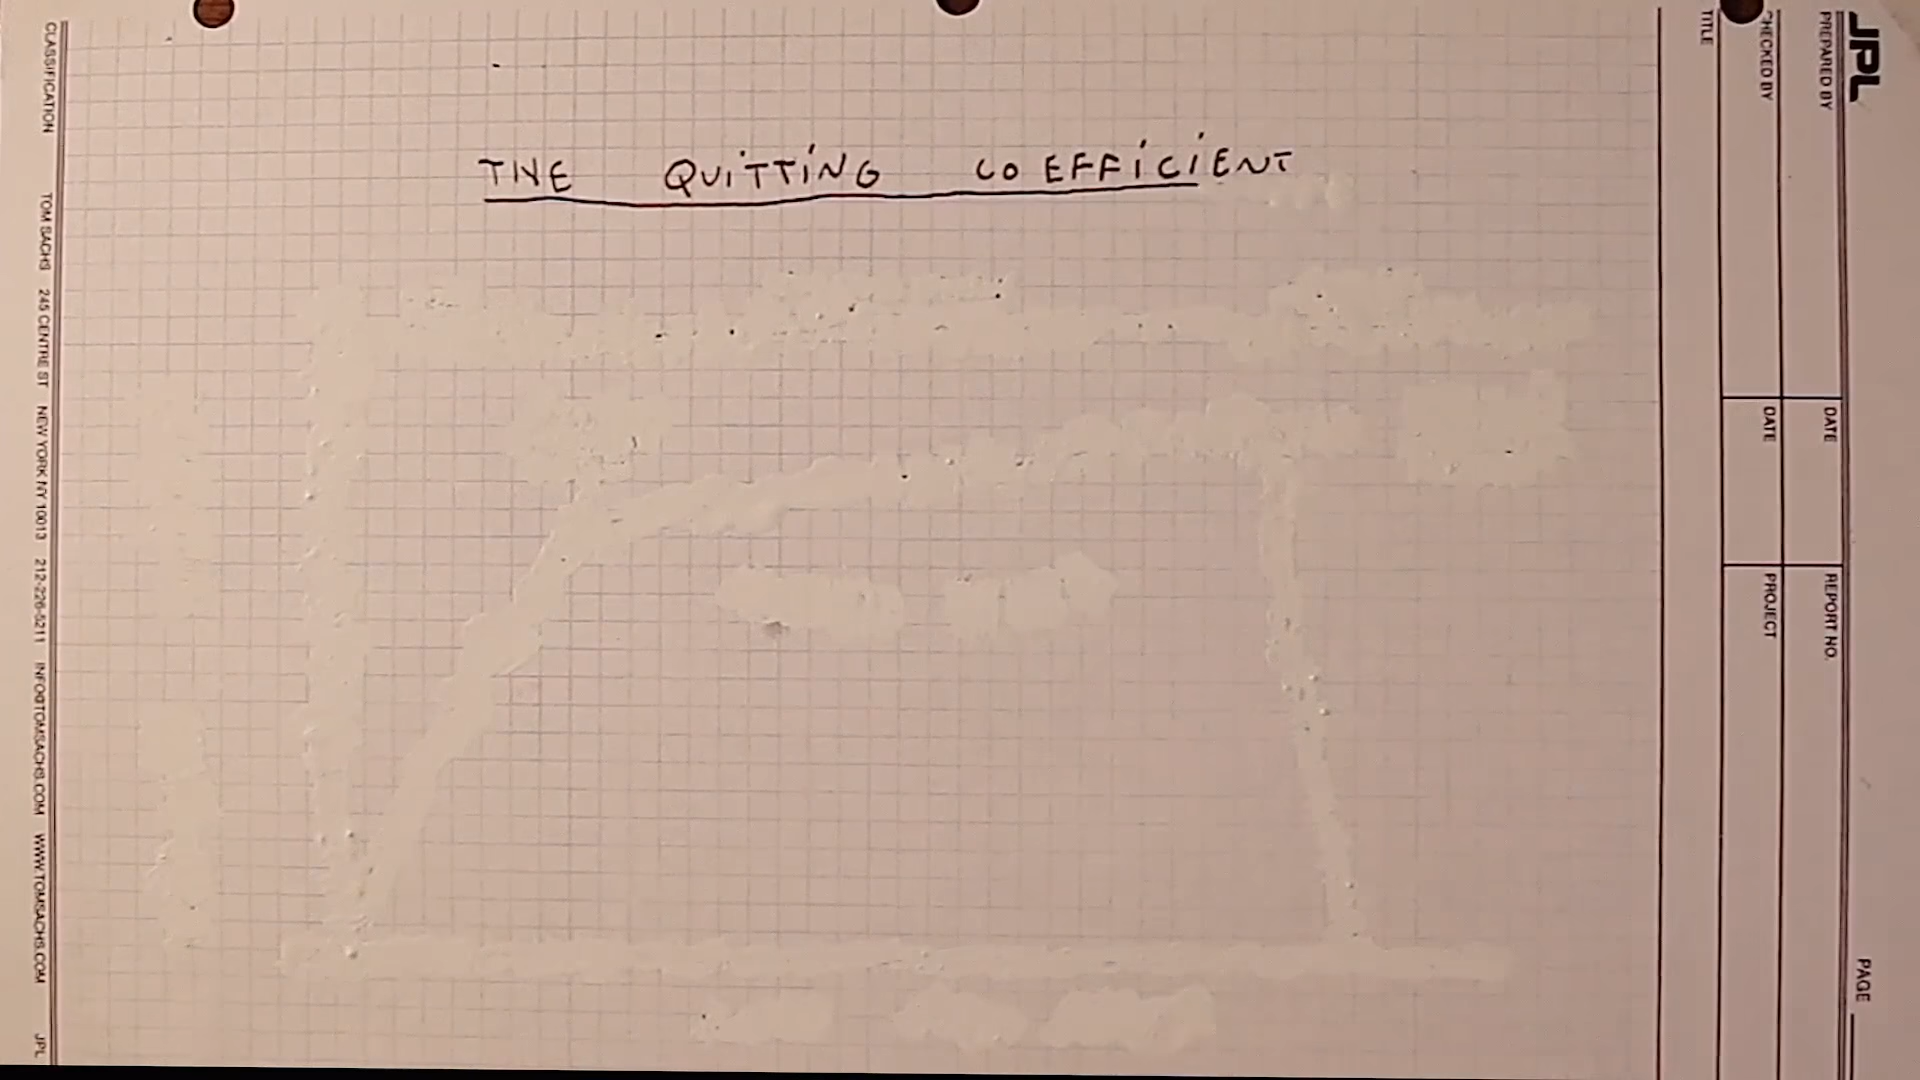 THE QUITTING COEFFICIENT
JPL
PREPARED BY
DATE
REPORT NO.
PAGE
CHECKED BY
DATE
PROJECT
TITLE
CLASSIFICATION TOM SACHS 245 CENTRE ST NEW YORK NY 10013 212-226-5211 INFO@TOMSACHS.COM WWW.TOMSACHS.COM JPL